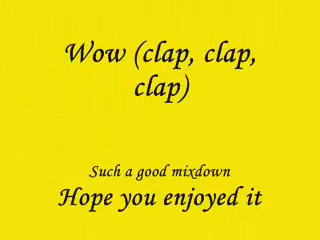 Wow (clap, clap,
clap)
Such a good mixdown
Hope you enjoyed it